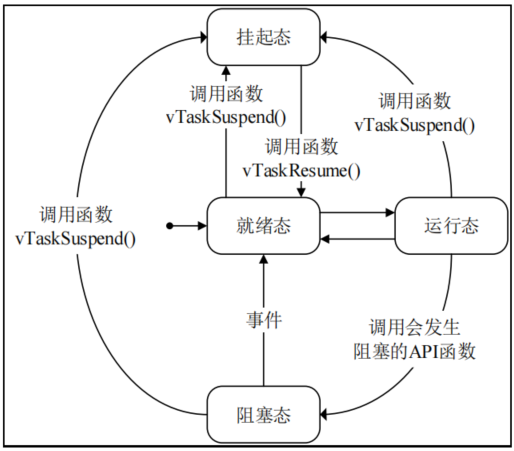 挂起态
调用函数
vTaskSuspend()
调用函数
vTaskSuspend()
调用函数
vTaskResume()
调用函数
vTaskSuspend()
就绪态
运行态
事件
调用会发生
阻塞的API函数
阻塞态